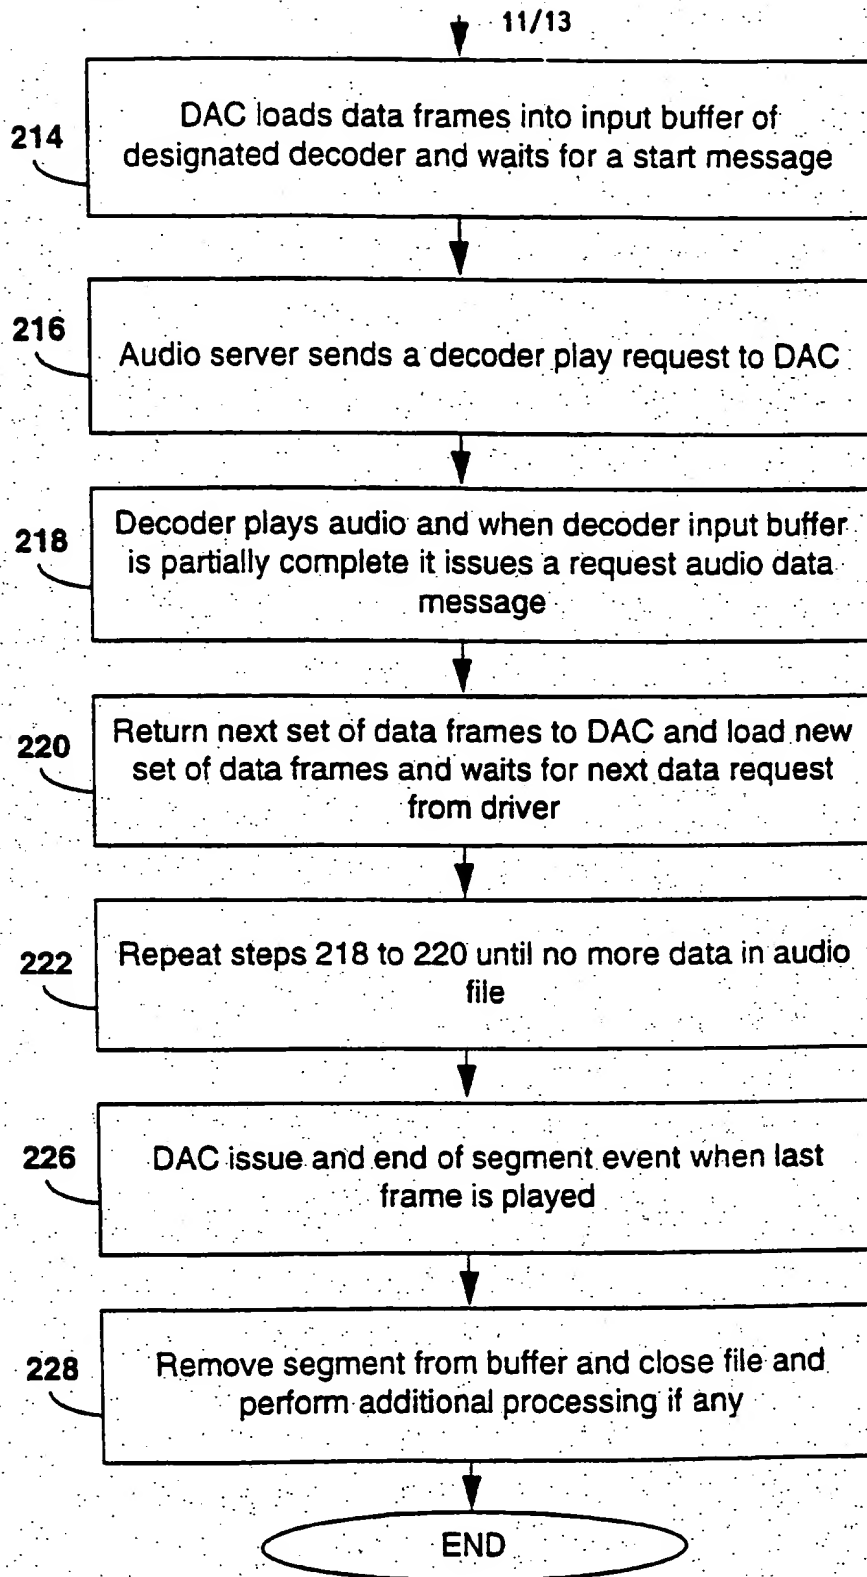 11/13
214
DAC loads data frames into input buffer of
designated decoder and waits for a start message
216
Audio server sends a decoder play request to DAC
218
Decoder plays audio and when decoder input buffer
is partially complete it issues a request audio data
message
220
Return next set of data frames to DAC and load new
set of data frames and waits for next data request
from driver
222
Repeat steps 218 to 220 until no more data in audio
file
226
DAC issue and end of segment event when last
frame is played
228
Remove segment from buffer and close file and
perform additional processing if any
END